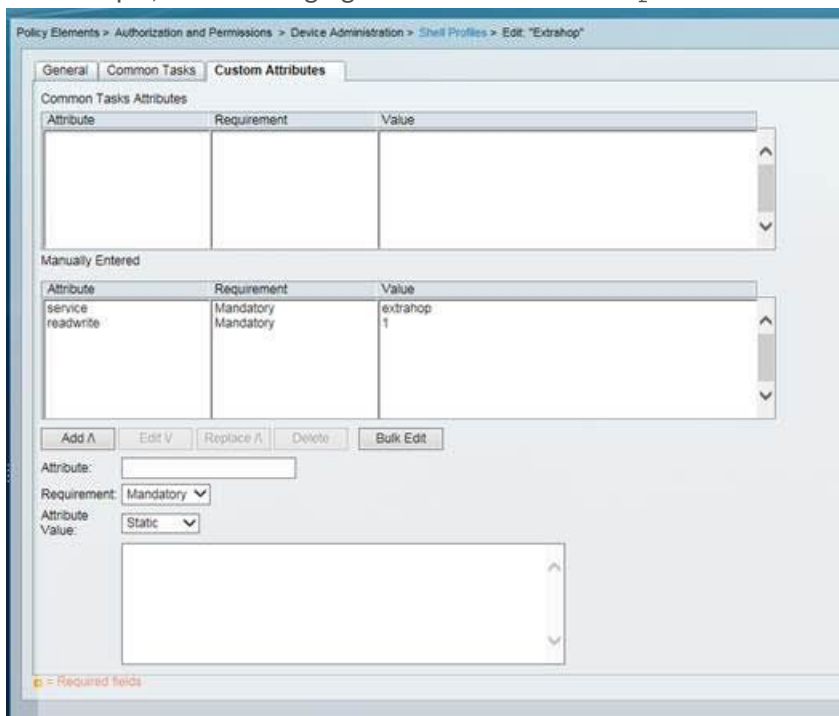 Policy Elements > Authorization and Permissions > Device Administration > Shell Profiles > Edit: "Extrahop"
General Common Tasks Custom Attributes
Common Tasks Attributes
Attribute Requirement Value
Manually Entered
Attribute Requirement Value
service Mandatory extrahop
readwrite Mandatory 1
Add /\ Edit V Replace /\ Delete Bulk Edit
Attribute:
Requirement: Mandatory
Attribute Value: Static
= Required fields